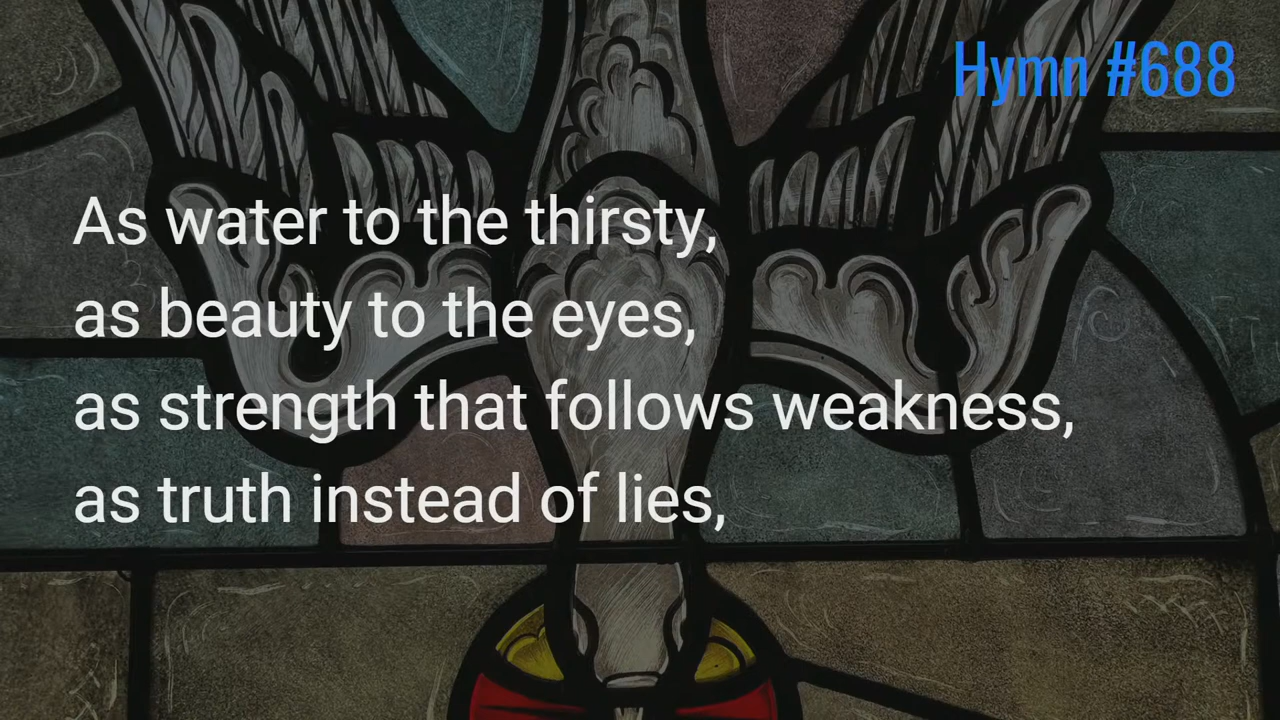 Hymn #688
As water to the thirsty,
as beauty to the eyes,
as strength that follows weakness,
as truth instead of lies,